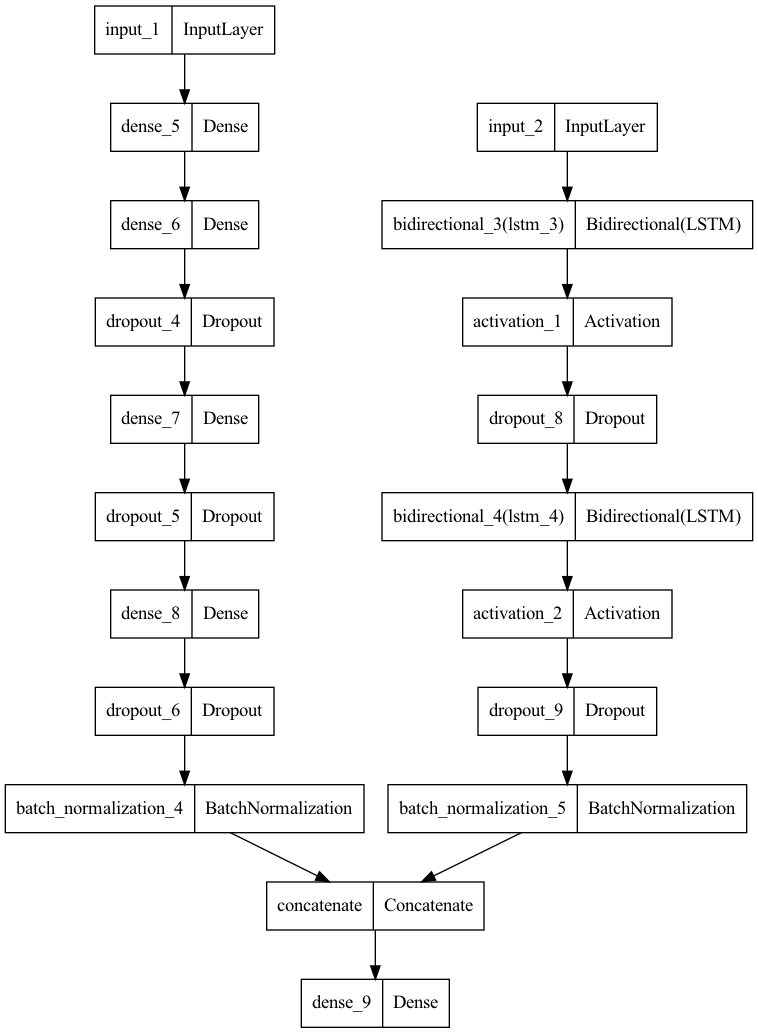 input_1 InputLayer
dense_5 Dense
input_2 InputLayer
dense_6 Dense
bidirectional_3(lstm_3) Bidirectional(LSTM)
dropout_4 Dropout
activation_1 Activation
dense_7 Dense
dropout_8 Dropout
dropout_5 Dropout
bidirectional_4(lstm_4) Bidirectional(LSTM)
dense_8 Dense
activation_2 Activation
dropout_6 Dropout
dropout_9 Dropout
batch_normalization_4 BatchNormalization
batch_normalization_5 BatchNormalization
concatenate Concatenate
dense_9 Dense